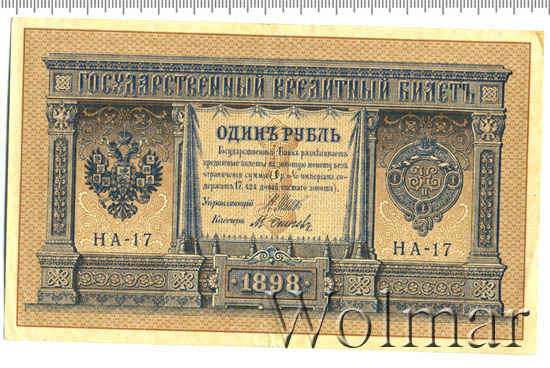 ГОСУДАРСТВЕННЫЙ КРЕДИТНЫЙ БИЛЕТЪ
ОДИНЪ РУБЛЬ
Государственный Банкъ размѣниваетъ
кредитные билеты на золотую монету безъ
ограниченія суммы (1 р. = 1/15 имперіала, со-
держитъ 17,424 долей чистаго золота).
Управляющій
Кассиръ
НА-17
НА-17
1898
Wolmar